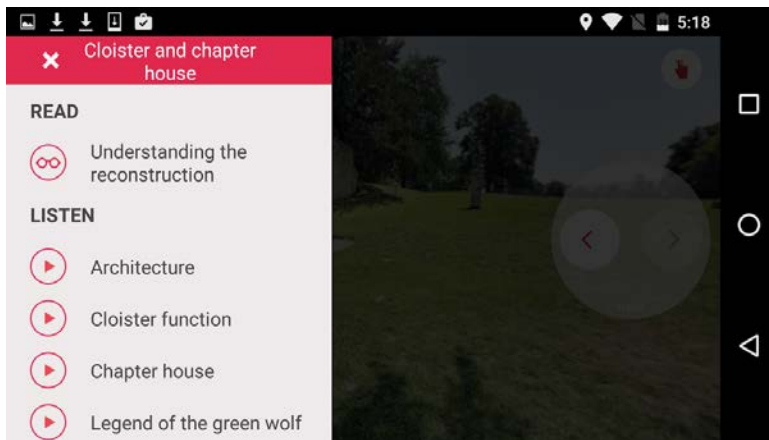 5:18
Cloister and chapter
house
READ
Understanding the
reconstruction
LISTEN
Architecture
Cloister function
Chapter house
Legend of the green wolf